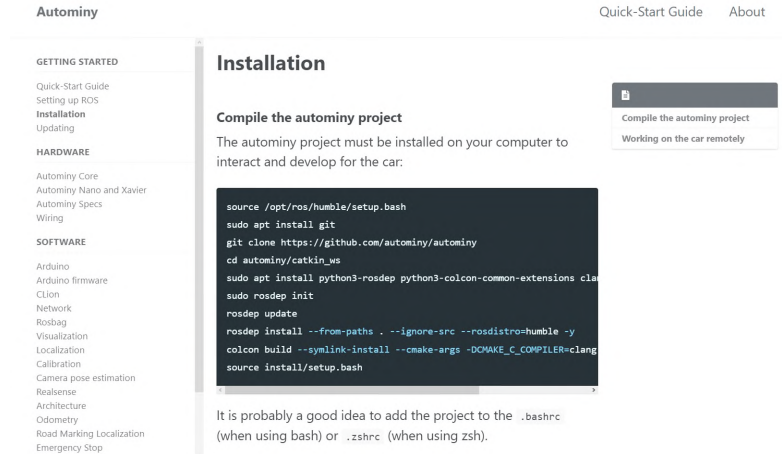 Autominy
Quick-Start Guide About
GETTING STARTED
Quick-Start Guide
Setting up ROS
Installation
Updating
HARDWARE
Autominy Core
Autominy Nano and Xavier
Autominy Specs
Wiring
SOFTWARE
Arduino
Arduino firmware
CLion
Network
Rosbag
Visualization
Localization
Calibration
Camera pose estimation
Realsense
Architecture
Odometry
Road Marking Localization
Emergency Stop
Installation
Compile the autominy project
The autominy project must be installed on your computer to
interact and develop for the car:
source /opt/ros/humble/setup.bash
sudo apt install git
git clone https://github.com/autominy/autominy
cd autominy/catkin_ws
sudo apt install python3-rosdep python3-colcon-common-extensions cla
sudo rosdep init
rosdep update
rosdep install --from-paths . --ignore-src --rosdistro=humble -y
colcon build --symlink-install --cmake-args -DCMAKE_C_COMPILER=clang
source install/setup.bash
It is probably a good idea to add the project to the .bashrc
(when using bash) or .zshrc (when using zsh).
Compile the autominy project
Working on the car remotely